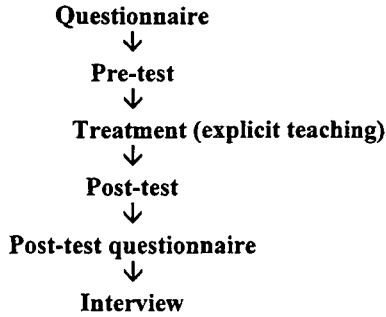 Questionnaire
↓
Pre-test
↓
Treatment (explicit teaching)
↓
Post-test
↓
Post-test questionnaire
↓
Interview